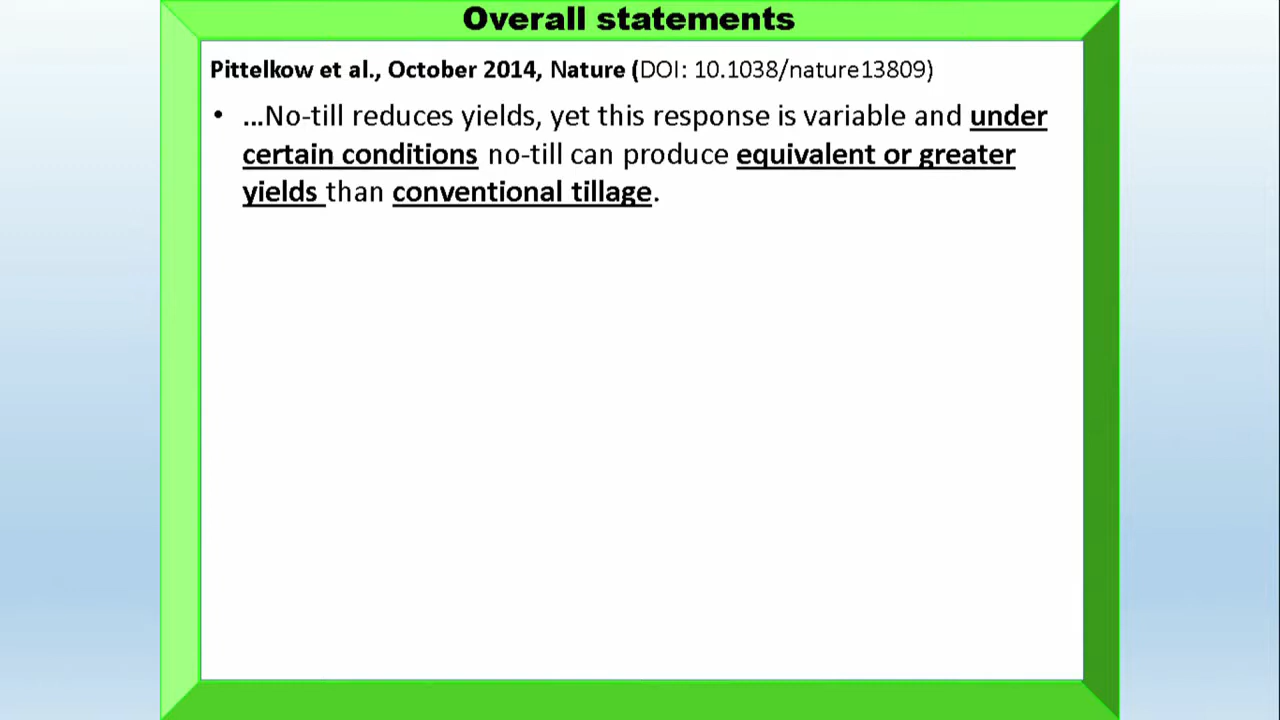 Overall statements
Pittelkow et al., October 2014, Nature (DOI: 10.1038/nature13809)
• ...No-till reduces yields, yet this response is variable and under
certain conditions no-till can produce equivalent or greater
yields than conventional tillage.